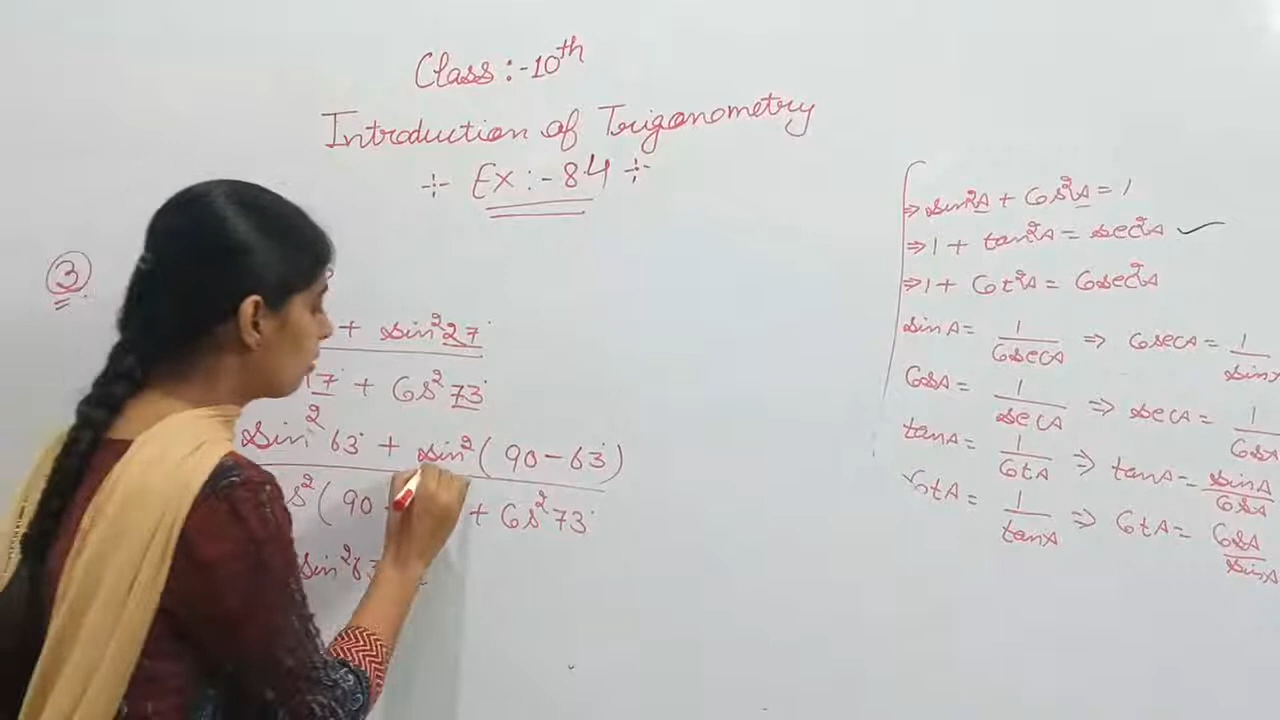 Class :- 10th
Introduction of Trigonometry
÷ Ex :- 8.4 ÷
3
+ sin²27°
17° + Cos²73°
Sin²63° + sin²(90-63°)
s²(90 + Cos²73°
sin²63
⇒ sin²A + Cos²A = 1
⇒ 1 + tan²A = sec²A ✓
⇒ 1 + Cot²A = Cosec²A
sinA = 1/CosecA ⇒ CosecA = 1/sinA
CosA = 1/secA ⇒ secA = 1/CosA
tanA = 1/CotA ⇒ tanA = sinA/CosA
CotA = 1/tanA ⇒ CotA = CosA/sinA